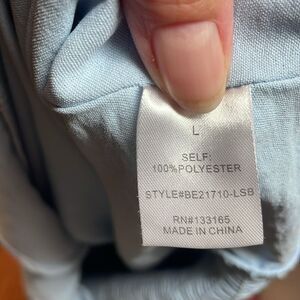 L
SELF:
100%POLYESTER
STYLE#BE21710-LSB
RN#133165
MADE IN CHINA